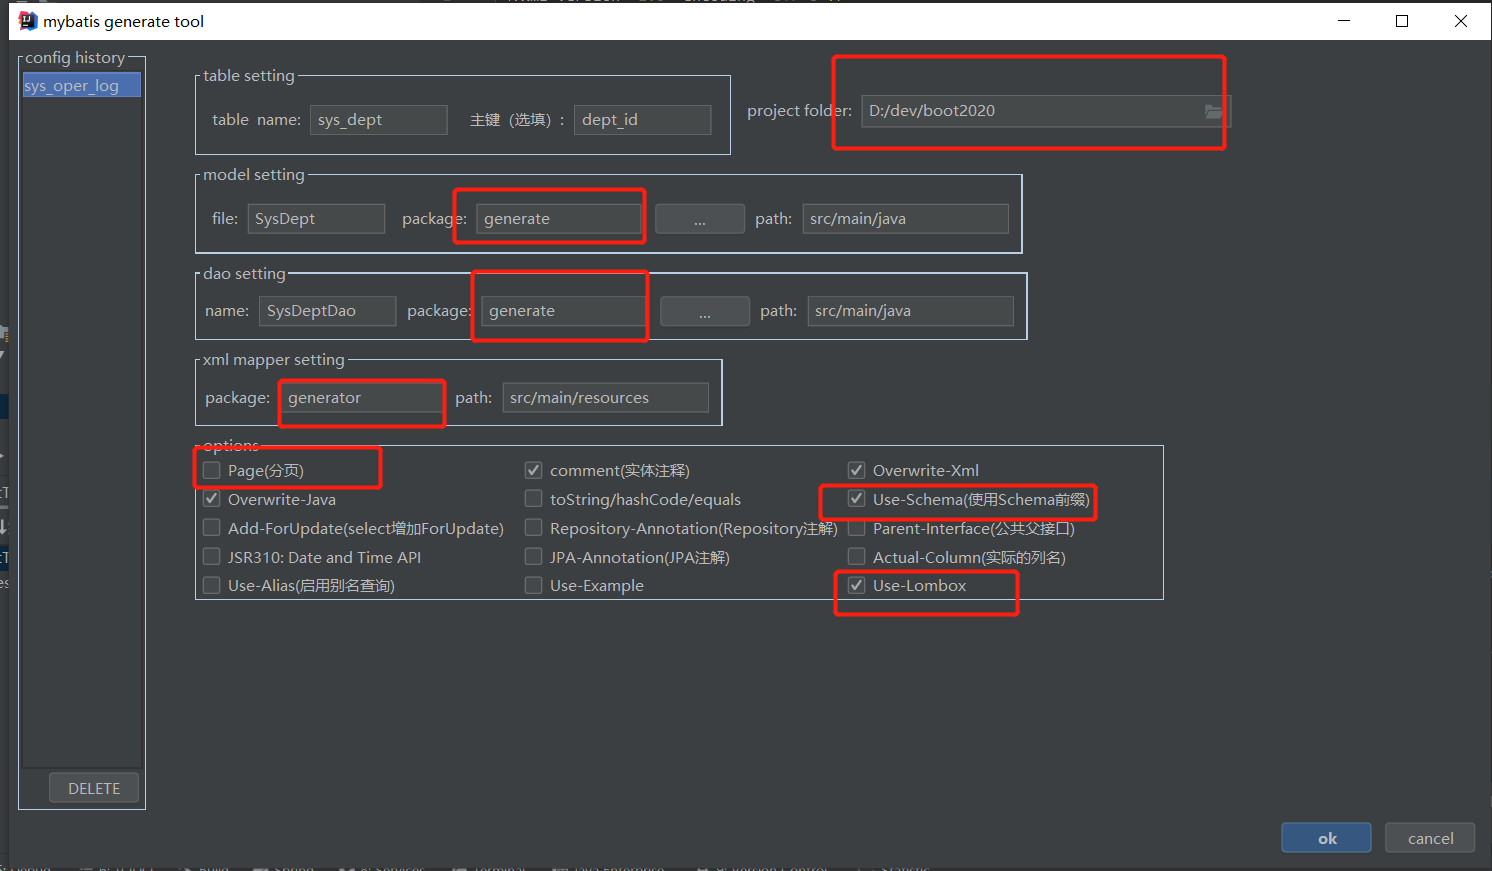 mybatis generate tool
config history
sys_oper_log
DELETE
table setting
table name: sys_dept 主键（选填）: dept_id
project folder: D:/dev/boot2020
model setting
file: SysDept package: generate ... path: src/main/java
dao setting
name: SysDeptDao package: generate ... path: src/main/java
xml mapper setting
package: generator path: src/main/resources
options
Page(分页) comment(实体注释) Overwrite-Xml
Overwrite-Java toString/hashCode/equals Use-Schema(使用Schema前缀)
Add-ForUpdate(select增加ForUpdate) Repository-Annotation(Repository注解) Parent-Interface(公共父接口)
JSR310: Date and Time API JPA-Annotation(JPA注解) Actual-Column(实际的列名)
Use-Alias(启用别名查询) Use-Example Use-Lombox
ok cancel